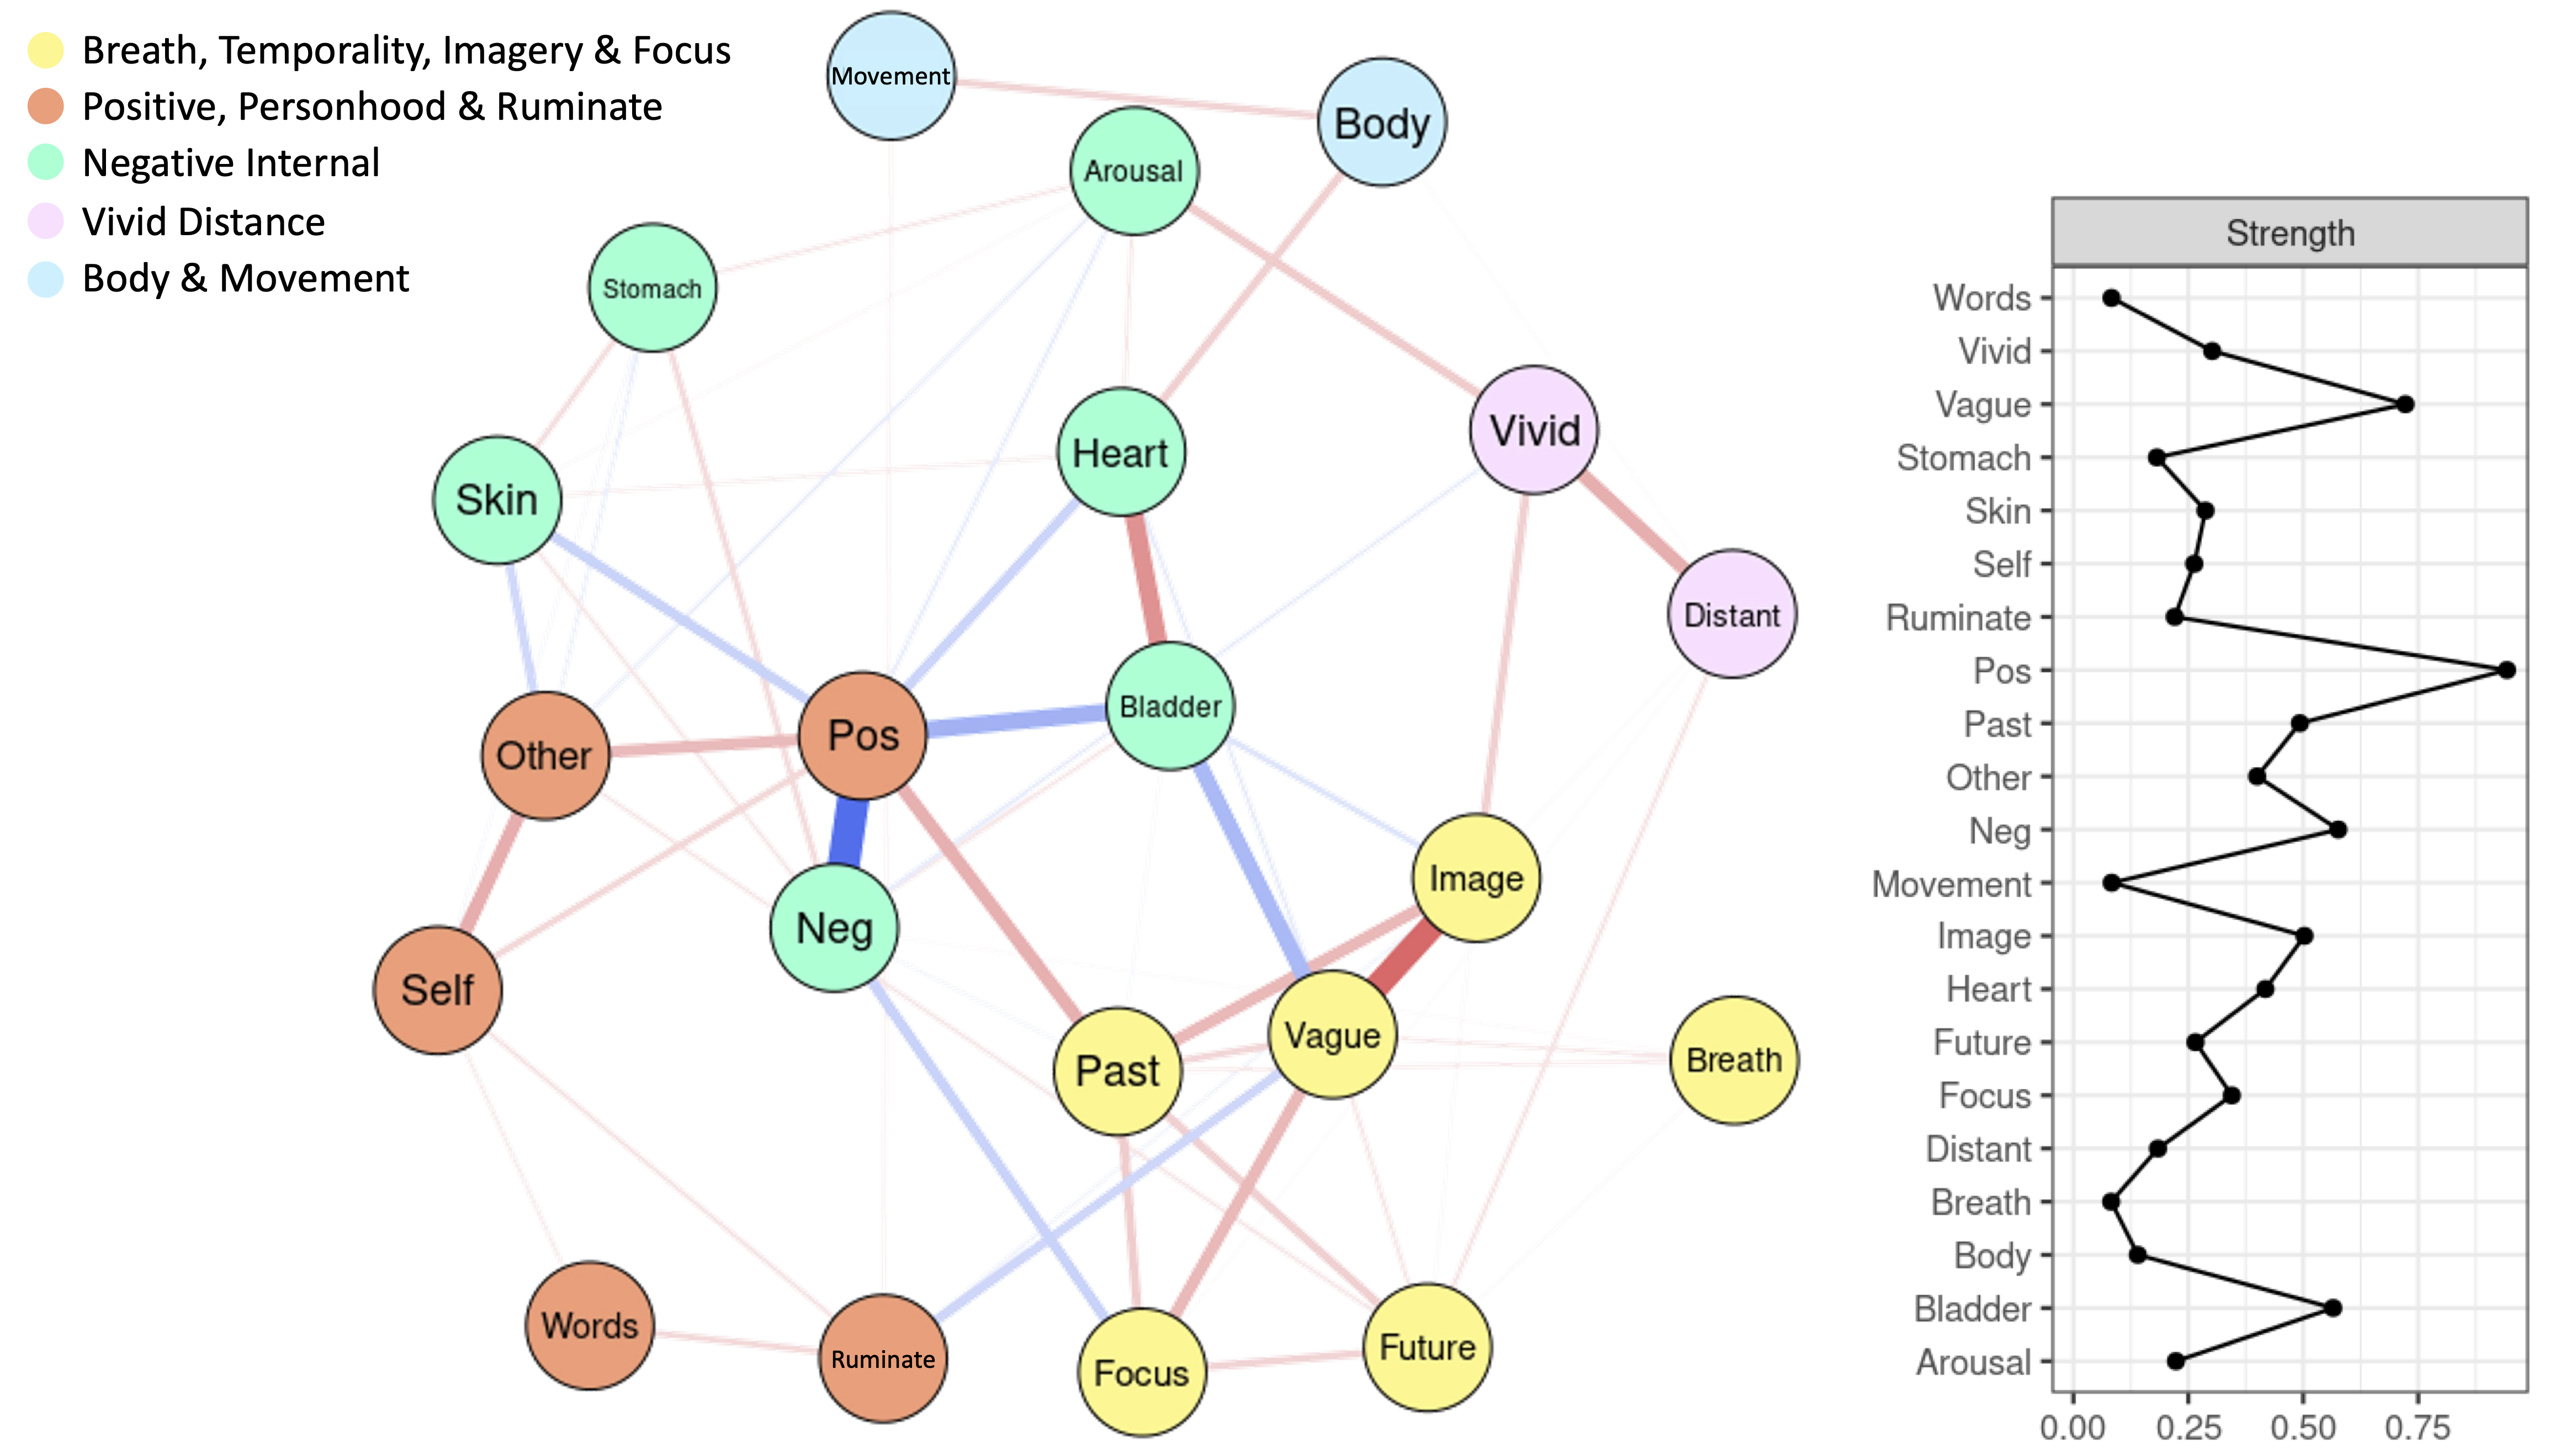 Breath, Temporality, Imagery & Focus
Positive, Personhood & Ruminate
Negative Internal
Vivid Distance
Body & Movement
Movement
Body
Arousal
Stomach
Heart
Vivid
Skin
Distant
Bladder
Pos
Other
Image
Neg
Self
Vague
Past
Breath
Words
Ruminate
Focus
Future
Strength
Words
Vivid
Vague
Stomach
Skin
Self
Ruminate
Pos
Past
Other
Neg
Movement
Image
Heart
Future
Focus
Distant
Breath
Body
Bladder
Arousal
0.00 0.25 0.50 0.75